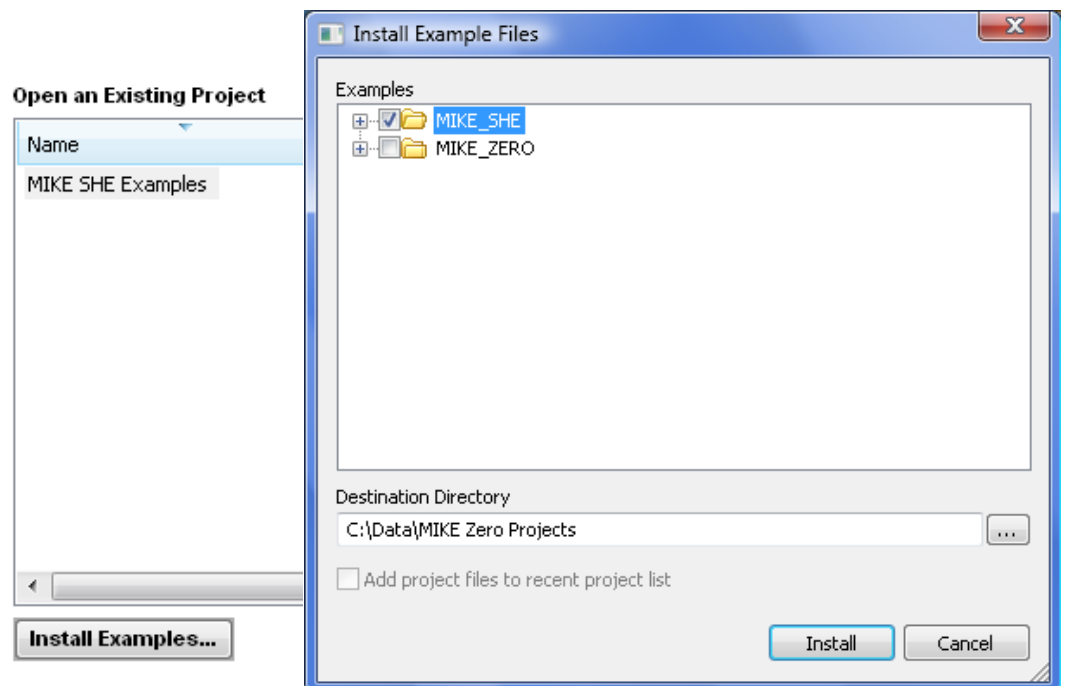 Open an Existing Project
Name
MIKE SHE Examples
Install Examples...
Install Example Files
Examples
MIKE_SHE
MIKE_ZERO
Destination Directory
C:\Data\MIKE Zero Projects
...
Add project files to recent project list
Install
Cancel